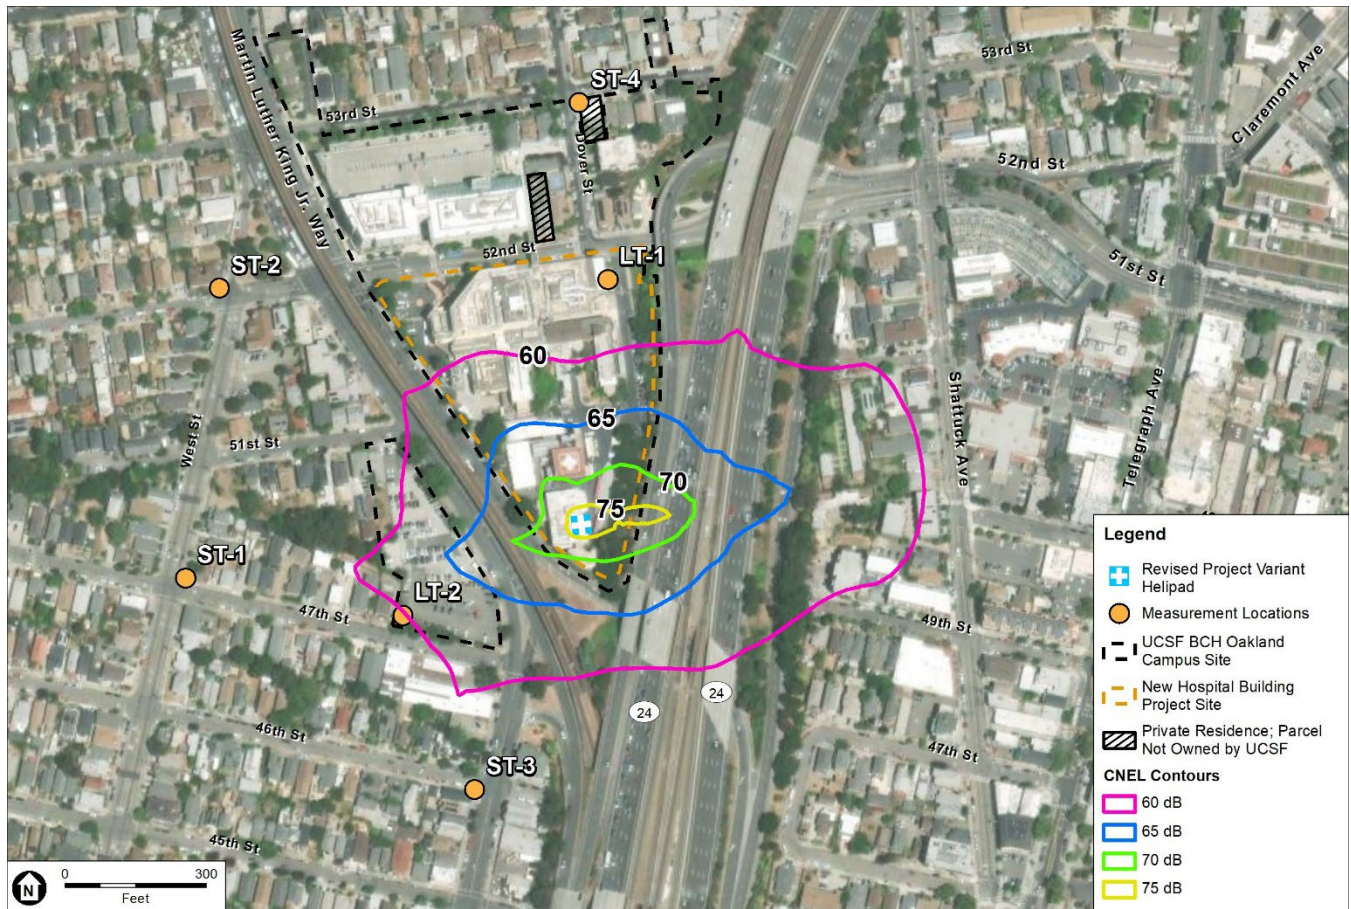 53rd St
Claremont Ave
ST-4
53rd St
Martin Luther King Jr. Way
Dover St
52nd St
52nd St
51st St
ST-2
LT-1
60
65
70
75
Shattuck Ave
Telegraph Ave
West St
51st St
ST-1
LT-2
47th St
49th St
24
24
46th St
ST-3
47th St
45th St
N
0 300
Feet
Legend
Revised Project Variant
Helipad
Measurement Locations
UCSF BCH Oakland
Campus Site
New Hospital Building
Project Site
Private Residence; Parcel
Not Owned by UCSF
CNEL Contours
60 dB
65 dB
70 dB
75 dB